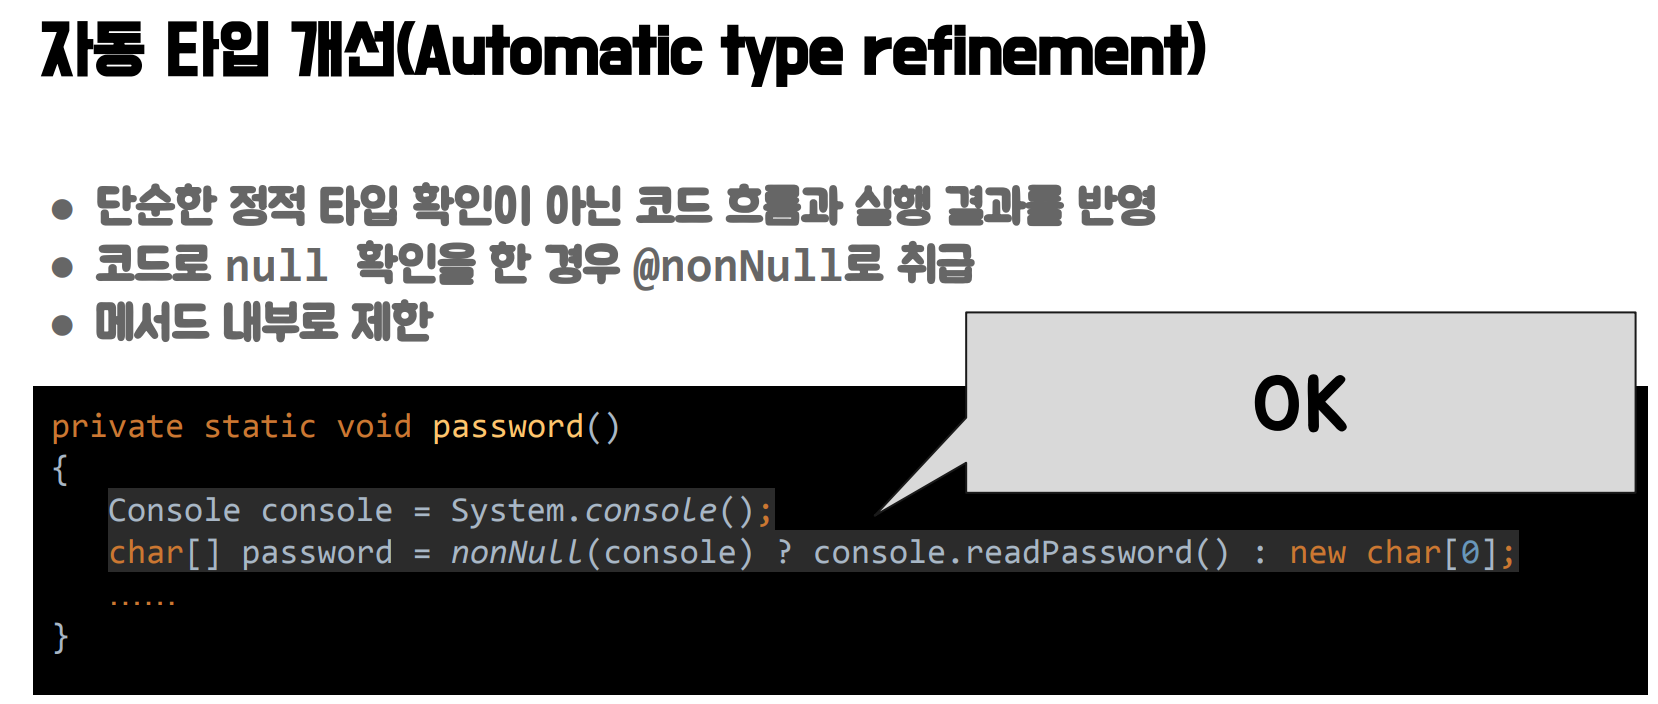 자동 타입 개선(Automatic type refinement)
● 단순한 정적 타입 확인이 아닌 코드 흐름과 실행 결과를 반영
● 코드로 null 확인을 한 경우 @nonNull로 취급
● 메서드 내부로 제한
OK
private static void password()
{
Console console = System.console();
char[] password = nonNull(console) ? console.readPassword() : new char[0];
......
}